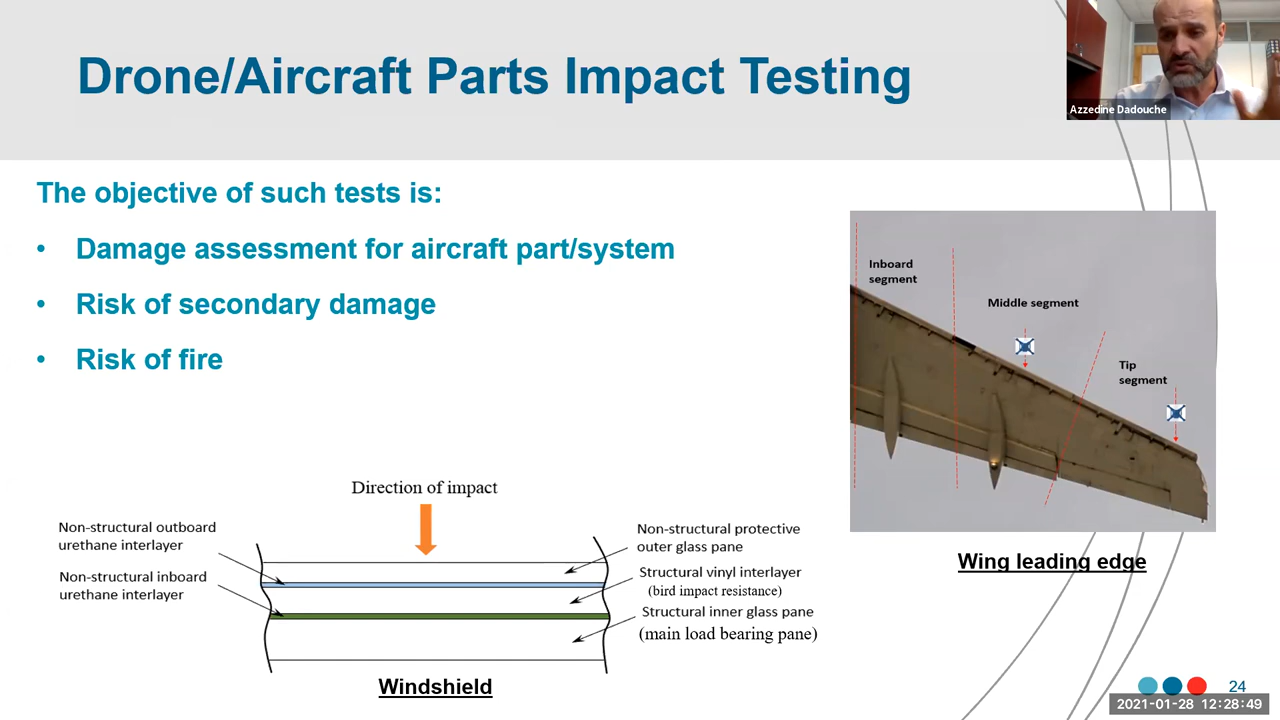 Drone/Aircraft Parts Impact Testing
Azzedine Dadouche
The objective of such tests is:
• Damage assessment for aircraft part/system
• Risk of secondary damage
• Risk of fire
Inboard
segment
Middle segment
Tip
segment
Wing leading edge
Direction of impact
Non-structural outboard
urethane interlayer
Non-structural inboard
urethane interlayer
Non-structural protective
outer glass pane
Structural vinyl interlayer
(bird impact resistance)
Structural inner glass pane
(main load bearing pane)
Windshield
24
2021-01-28 12:28:49